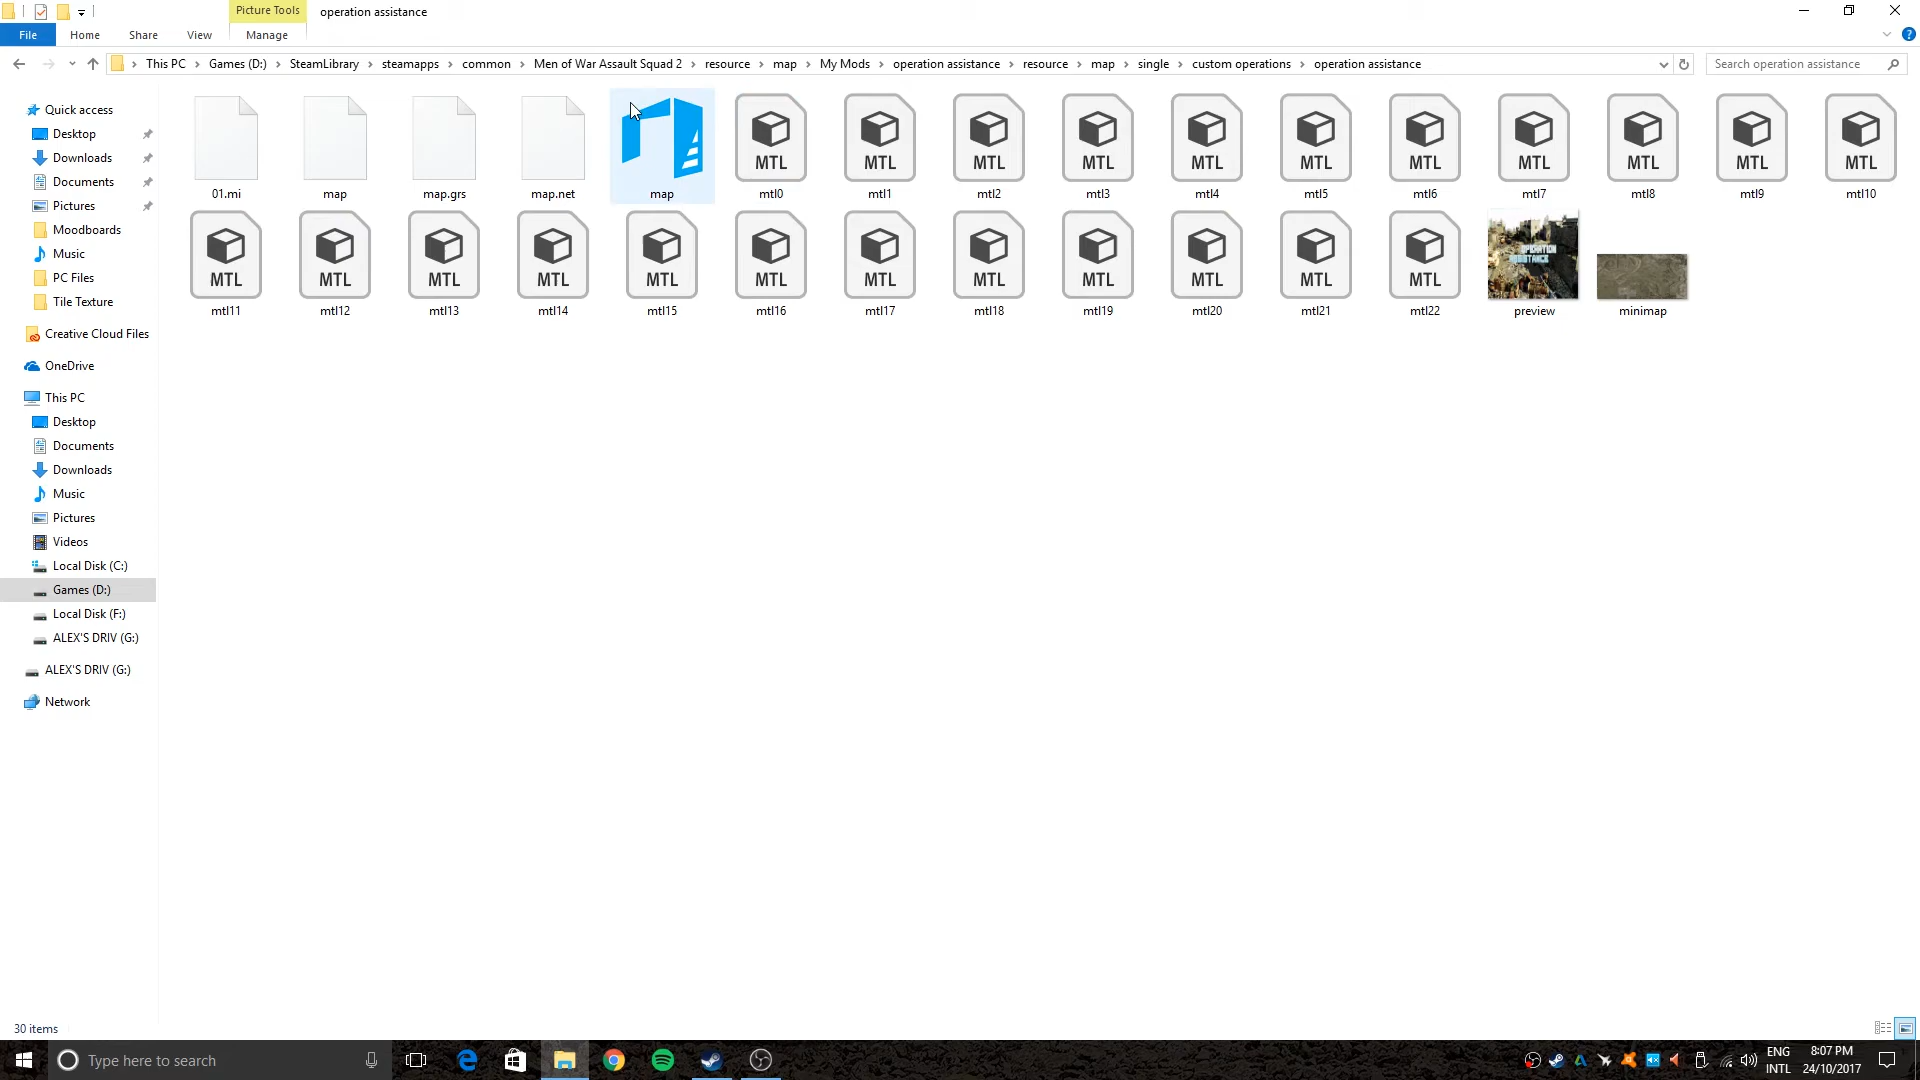 Picture Tools
operation assistance
File
Home
Share
View
Manage
This PC
Games (D:)
SteamLibrary
steamapps
common
Men of War Assault Squad 2
resource
map
My Mods
operation assistance
resource
map
single
custom operations
operation assistance
Search operation assistance
Quick access
Desktop
Downloads
Documents
Pictures
Moodboards
Music
PC Files
Tile Texture
Creative Cloud Files
OneDrive
This PC
Desktop
Documents
Downloads
Music
Pictures
Videos
Local Disk (C:)
Games (D:)
Local Disk (F:)
ALEX'S DRIV (G:)
ALEX'S DRIV (G:)
Network
MTL
MTL
MTL
MTL
MTL
MTL
MTL
MTL
MTL
MTL
MTL
01.mi
map
map.grs
map.net
map
mtl0
mtl1
mtl2
mtl3
mtl4
mtl5
mtl6
mtl7
mtl8
mtl9
mtl10
MTL
MTL
MTL
MTL
MTL
MTL
MTL
MTL
MTL
MTL
MTL
MTL
OPERATION
ASSISTANCE
mtl11
mtl12
mtl13
mtl14
mtl15
mtl16
mtl17
mtl18
mtl19
mtl20
mtl21
mtl22
preview
minimap
30 items
Type here to search
ENG
INTL
8:07 PM
24/10/2017